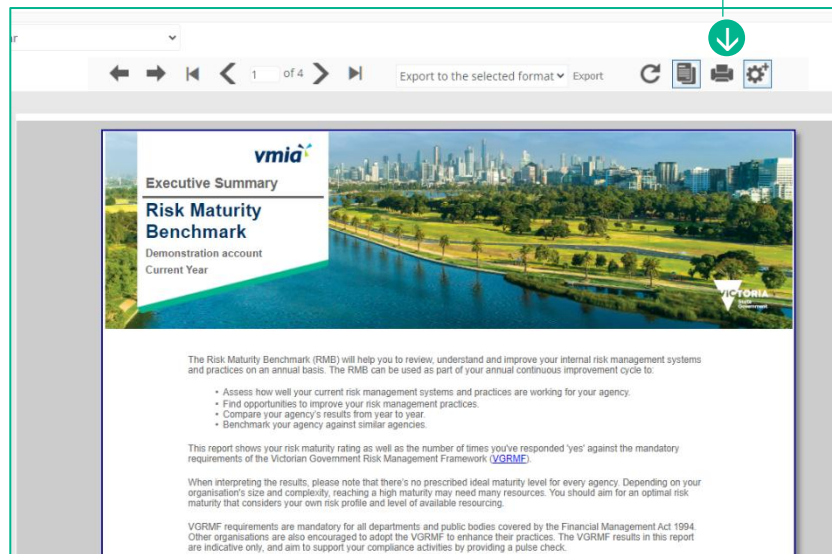 ar
1 of 4 Export to the selected format Export
vmia
Executive Summary
Risk Maturity
Benchmark
Demonstration account
Current Year
VICTORIA
State
Government
The Risk Maturity Benchmark (RMB) will help you to review, understand and improve your internal risk management systems
and practices on an annual basis. The RMB can be used as part of your annual continuous improvement cycle to:
• Assess how well your current risk management systems and practices are working for your agency.
• Find opportunities to improve your risk management practices.
• Compare your agency's results from year to year.
• Benchmark your agency against similar agencies.
This report shows your risk maturity rating as well as the number of times you've responded 'yes' against the mandatory
requirements of the Victorian Government Risk Management Framework (VGRMF).
When interpreting the results, please note that there's no prescribed ideal maturity level for every agency. Depending on your
organisation's size and complexity, reaching a high maturity may need many resources. You should aim for an optimal risk
maturity that considers your own risk profile and level of available resourcing.
VGRMF requirements are mandatory for all departments and public bodies covered by the Financial Management Act 1994.
Other organisations are also encouraged to adopt the VGRMF to enhance their practices. The VGRMF results in this report
are indicative only, and aim to support your compliance activities by providing a pulse check.